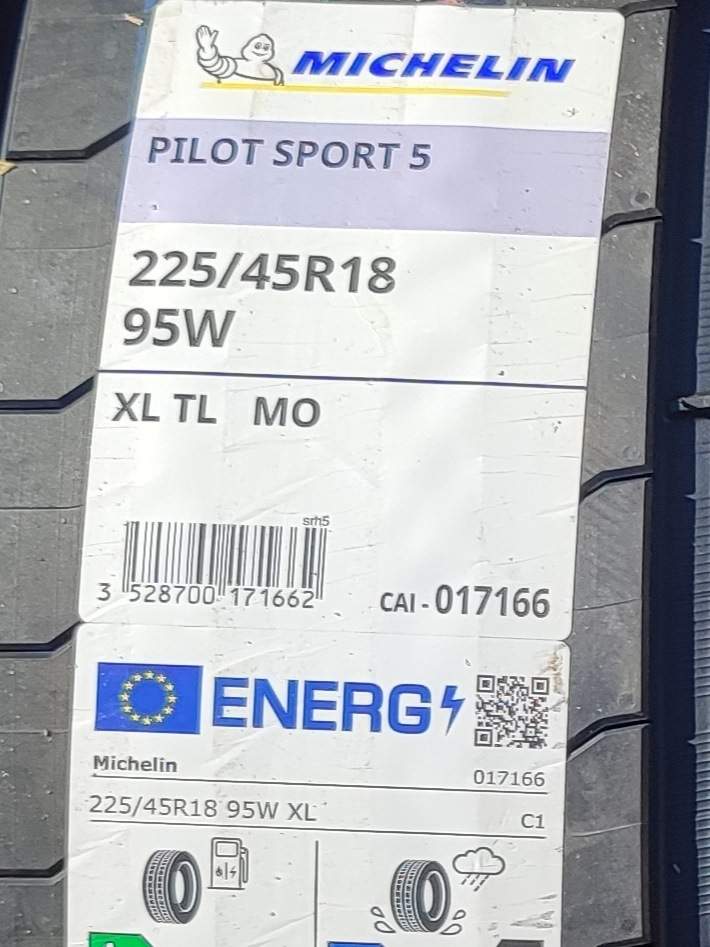 MICHELIN
PILOT SPORT 5
225/45R18
95W
XL TL MO
srh5
3 528700 171662
CAI - 017166
ENERG
Michelin
017166
225/45R18 95W XL
C1